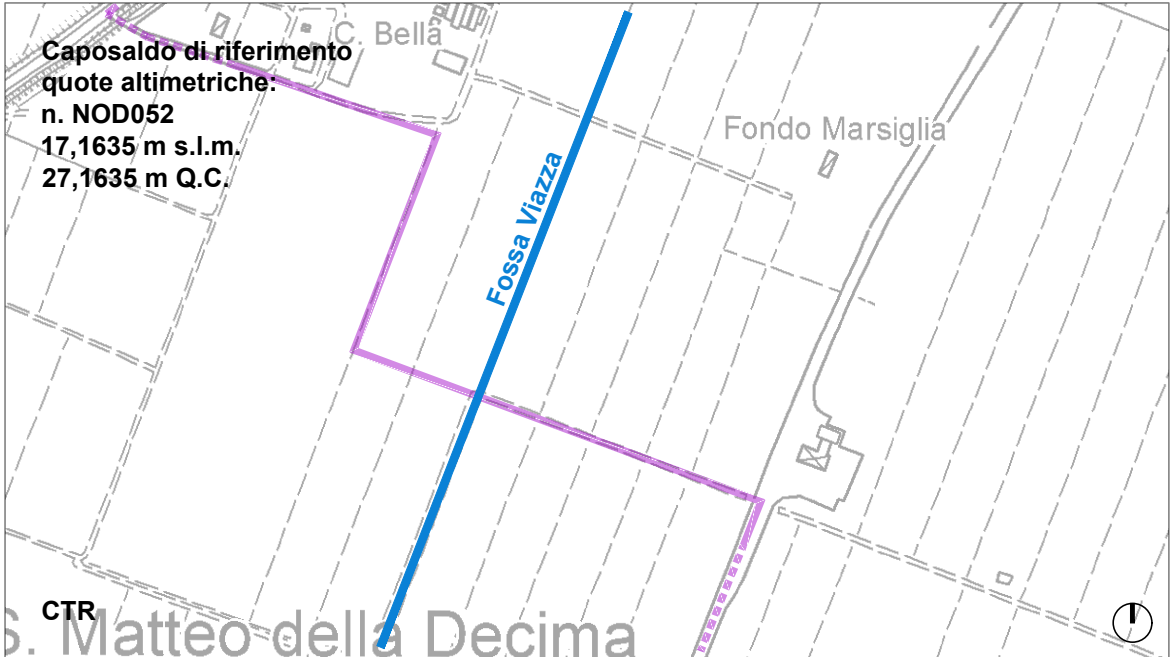 C. Bella
Caposaldo di riferimento
quote altimetriche:
n. NOD052
17,1635 m s.l.m.
27,1635 m Q.C.
Fondo Marsiglia
Fossa Viazza
CTR
S. Matteo della Decima